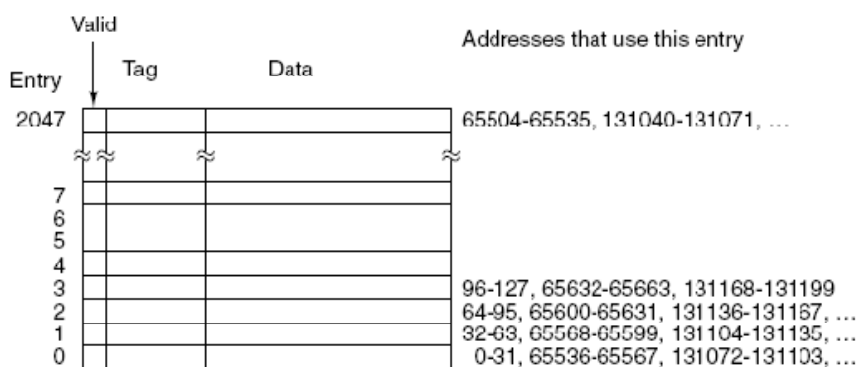 Valid
Addresses that use this entry
Entry Tag Data
2047 65504-65535, 131040-131071, …
7
6
5
4
3 96-127, 65632-65663, 131168-131199
2 64-95, 65600-65631, 131136-131167, …
1 32-63, 65568-65599, 131104-131135, …
0 0-31, 65536-65567, 131072-131103, …